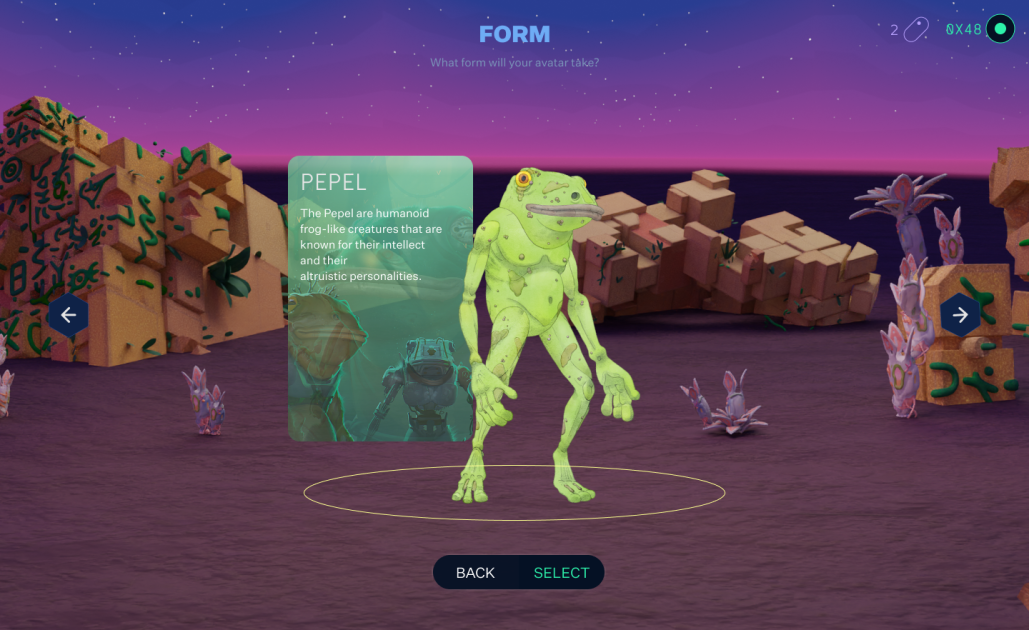 FORM
What form will your avatar take?
2
0X48
PEPEL
The Pepel are humanoid
frog-like creatures that are
known for their intellect
and their
altruistic personalities.
BACK
SELECT